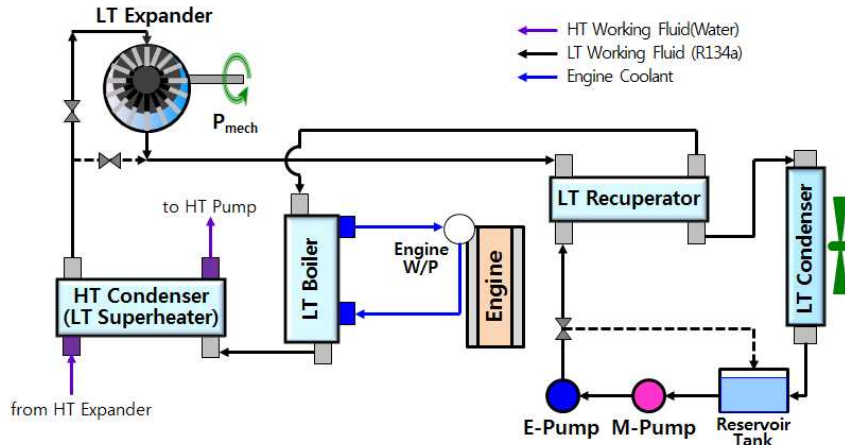 LT Expander
HT Working Fluid(Water)
LT Working Fluid (R134a)
Engine Coolant
Pmech
to HT Pump
LT Recuperator
LT Condenser
LT Boiler
Engine
W/P
Engine
HT Condenser
(LT Superheater)
from HT Expander
E-Pump
M-Pump
Reservoir
Tank